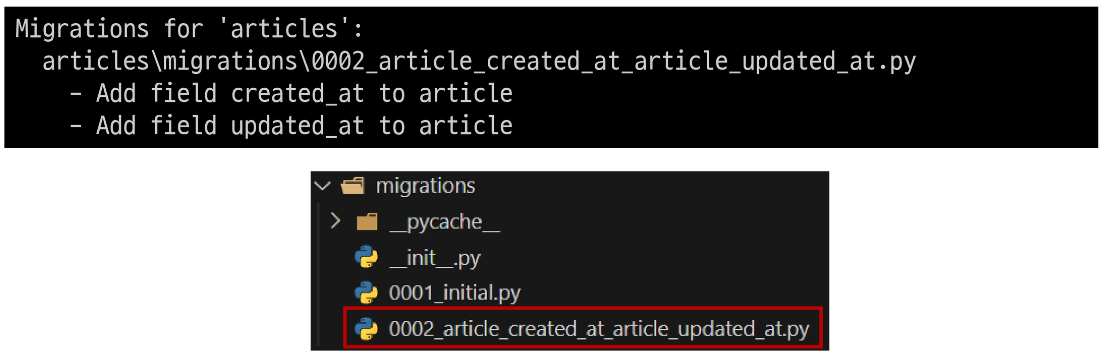 Migrations for 'articles':
articles\migrations\0002_article_created_at_article_updated_at.py
- Add field created_at to article
- Add field updated_at to article
migrations
__pycache__
__init__.py
0001_initial.py
0002_article_created_at_article_updated_at.py